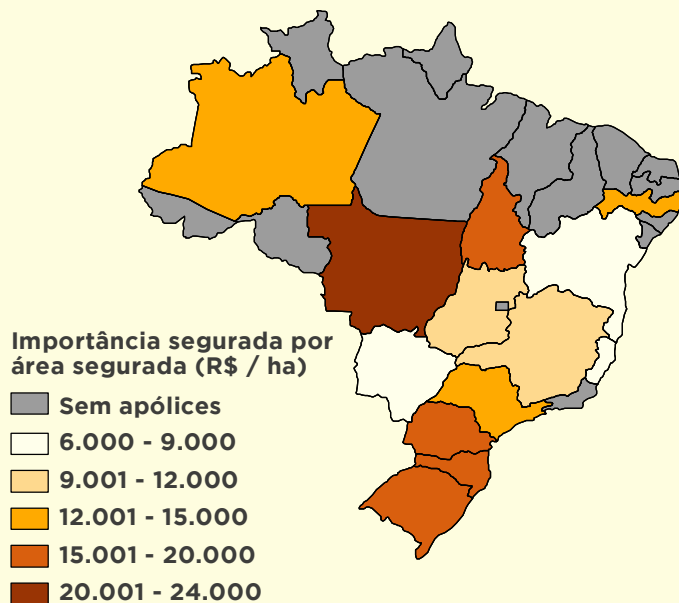 Importância segurada por
área segurada (R$ / ha)
Sem apólices
6.000 - 9.000
9.001 - 12.000
12.001 - 15.000
15.001 - 20.000
20.001 - 24.000